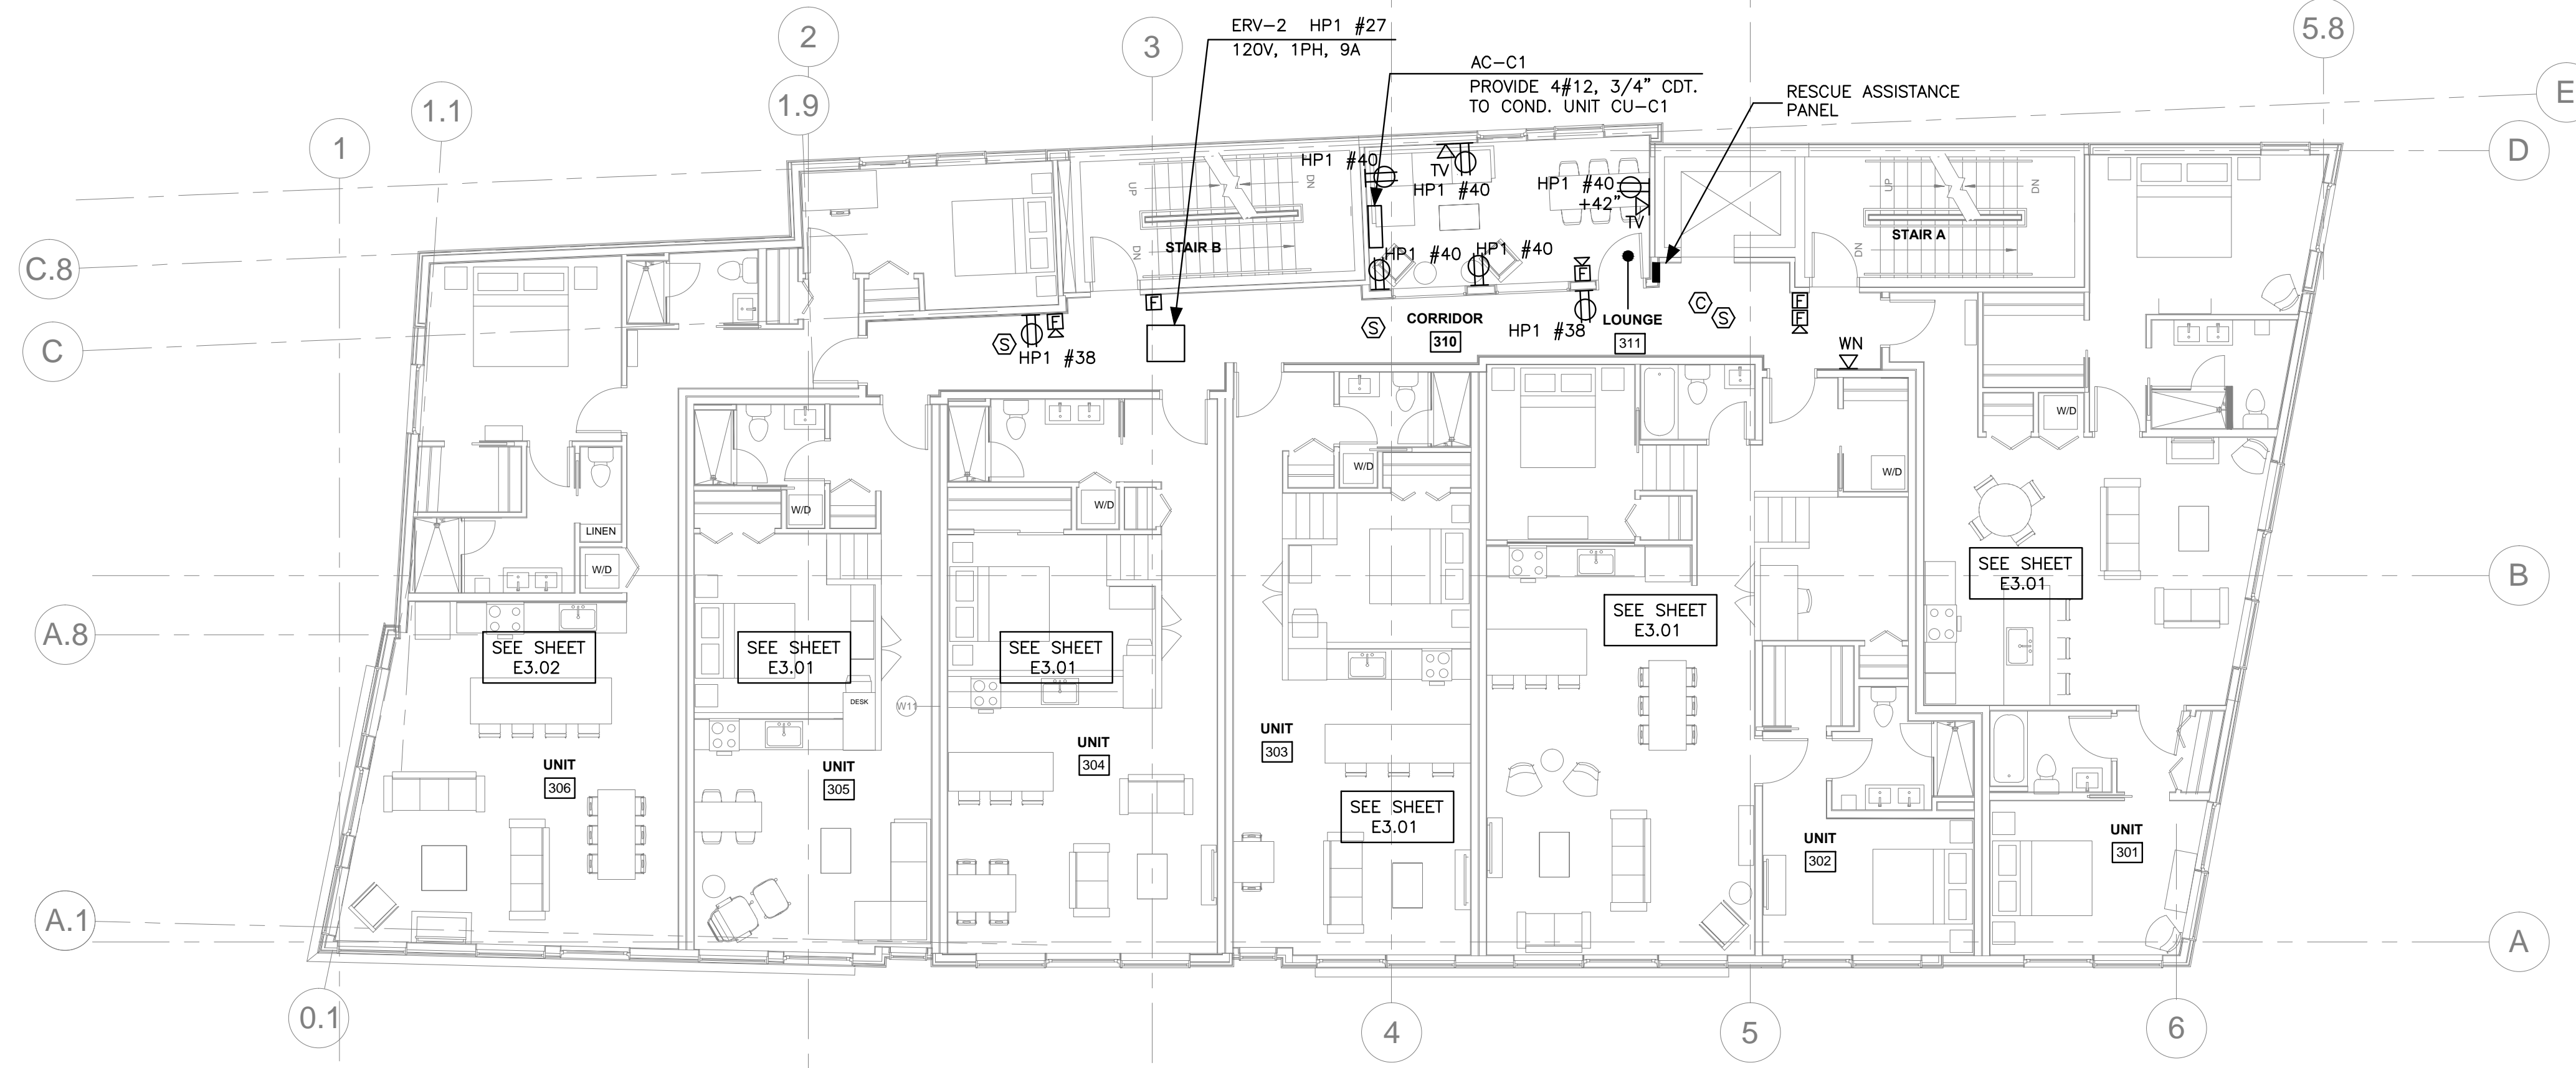 ERV-2 HP1 #27
120V, 1PH, 9A
AC-C1
PROVIDE 4#12, 3/4" CDT.
TO COND. UNIT CU-C1
RESCUE ASSISTANCE
PANEL
2
3
5.8
1.9
1.1
1
E
D
C.8
C
A.8
A.1
0.1
B
A
4
5
6
HP1 #40
TV
HP1 #40
HP1 #40
+42"
TV
HP1 #40
HP1 #40
UP
DN
STAIR B
DN
UP
DN
STAIR A
DN
F
F
S
HP1 #38
F
S
CORRIDOR
310
HP1 #38
LOUNGE
311
C
S
F
F
WN
W/D
W/D
W/D
W/D
W/D
LINEN
W/D
SEE SHEET
E3.02
SEE SHEET
E3.01
DESK
W11
SEE SHEET
E3.01
SEE SHEET
E3.01
SEE SHEET
E3.01
SEE SHEET
E3.01
UNIT
306
UNIT
305
UNIT
304
UNIT
303
UNIT
302
UNIT
301